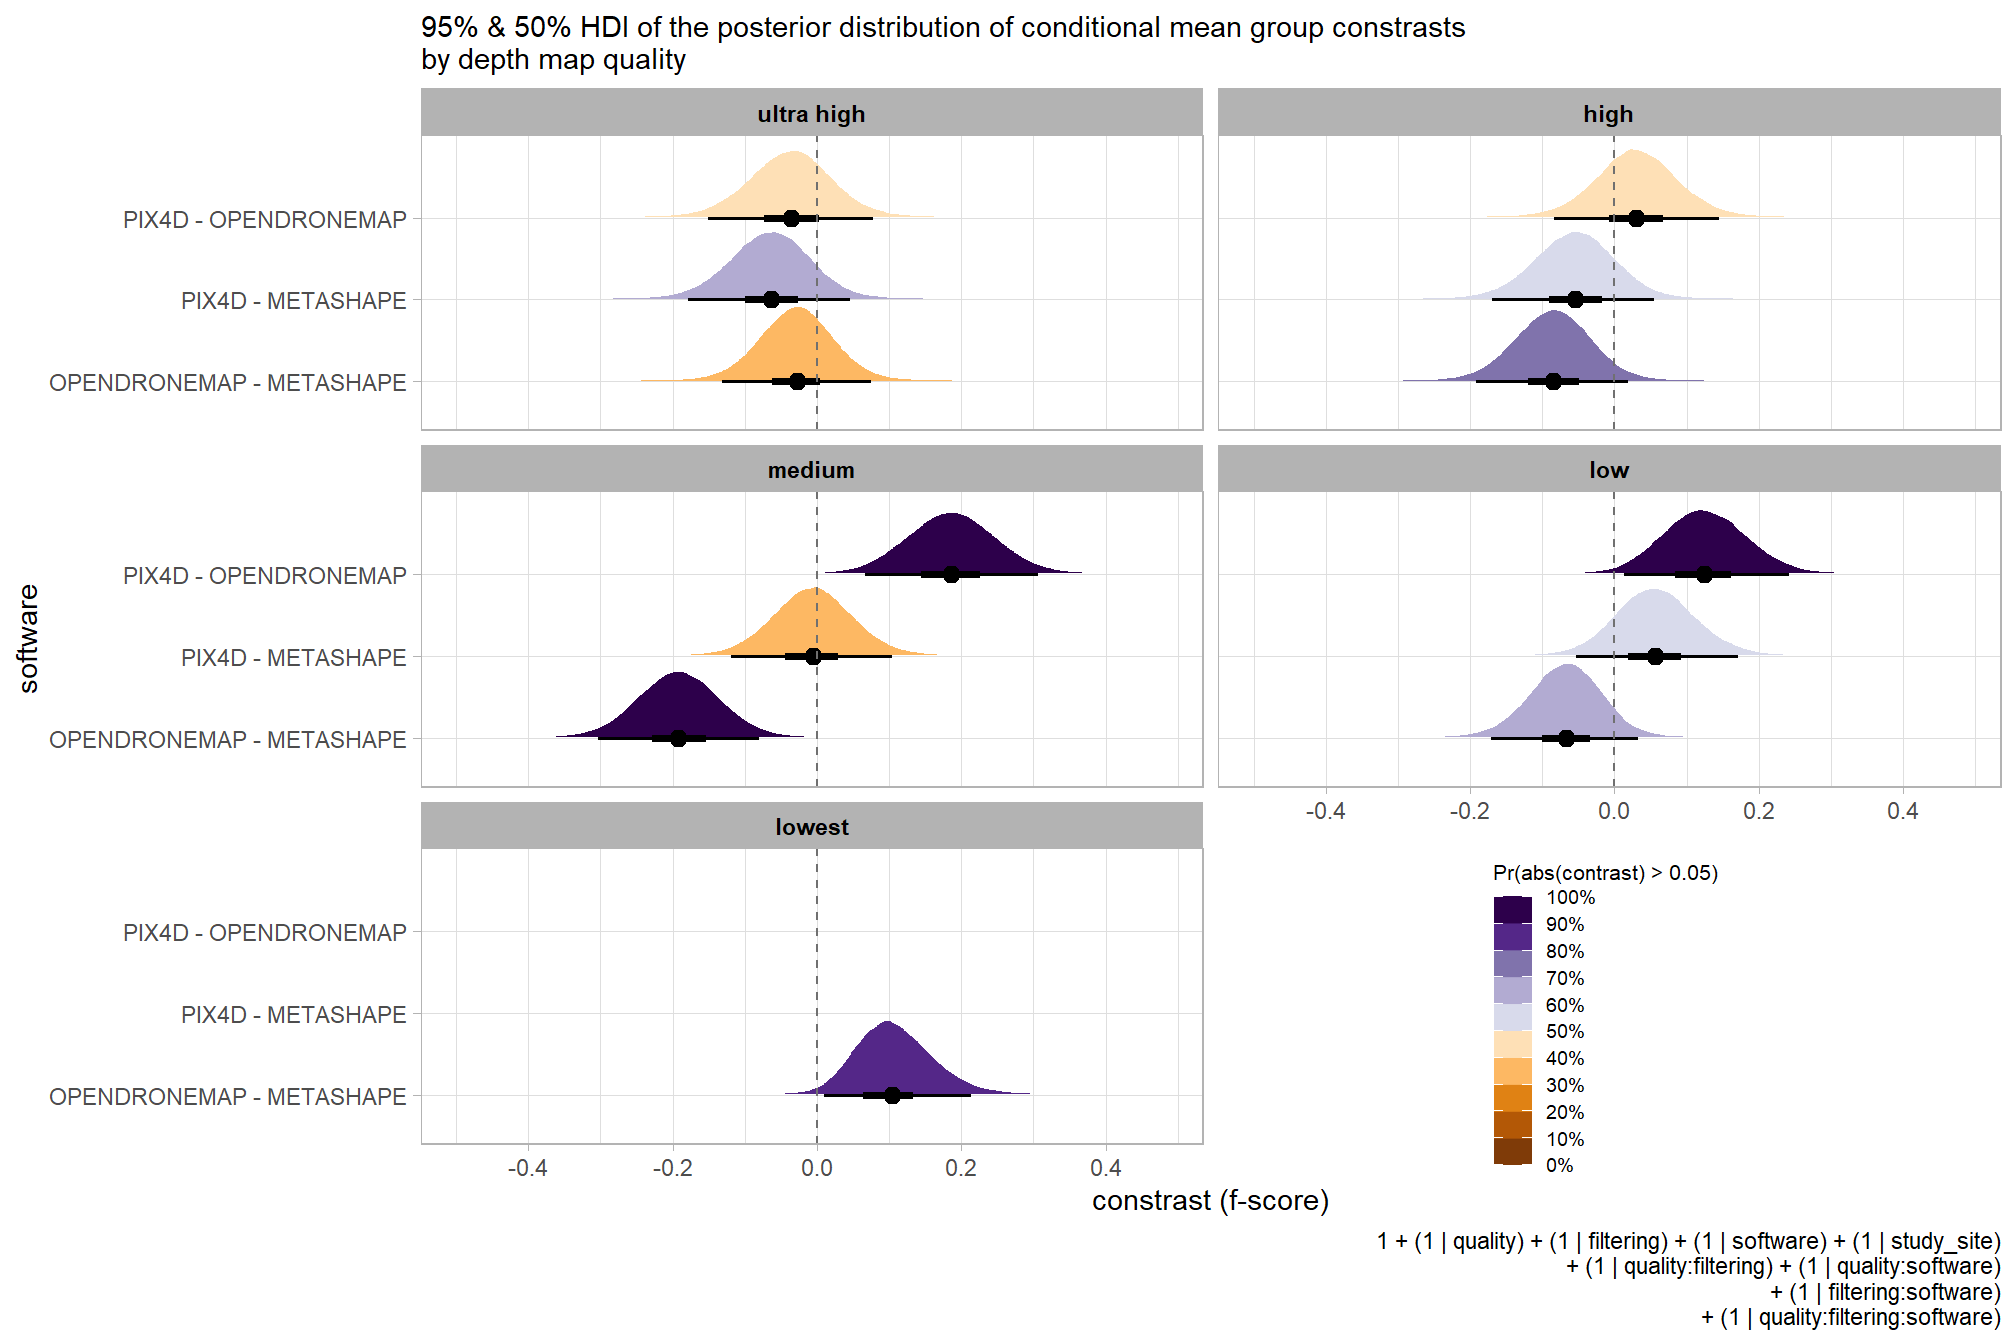 95% & 50% HDI of the posterior distribution of conditional mean group constrasts
by depth map quality
ultra high
high
PIX4D - OPENDRONEMAP
PIX4D - METASHAPE
OPENDRONEMAP - METASHAPE
medium
low
PIX4D - OPENDRONEMAP
PIX4D - METASHAPE
OPENDRONEMAP - METASHAPE
software
-0.4 -0.2 0.0 0.2 0.4
lowest
PIX4D - OPENDRONEMAP
PIX4D - METASHAPE
OPENDRONEMAP - METASHAPE
-0.4 -0.2 0.0 0.2 0.4
constrast (f-score)
Pr(abs(contrast) > 0.05)
100%
90%
80%
70%
60%
50%
40%
30%
20%
10%
0%
1 + (1 | quality) + (1 | filtering) + (1 | software) + (1 | study_site)
+ (1 | quality:filtering) + (1 | quality:software)
+ (1 | filtering:software)
+ (1 | quality:filtering:software)